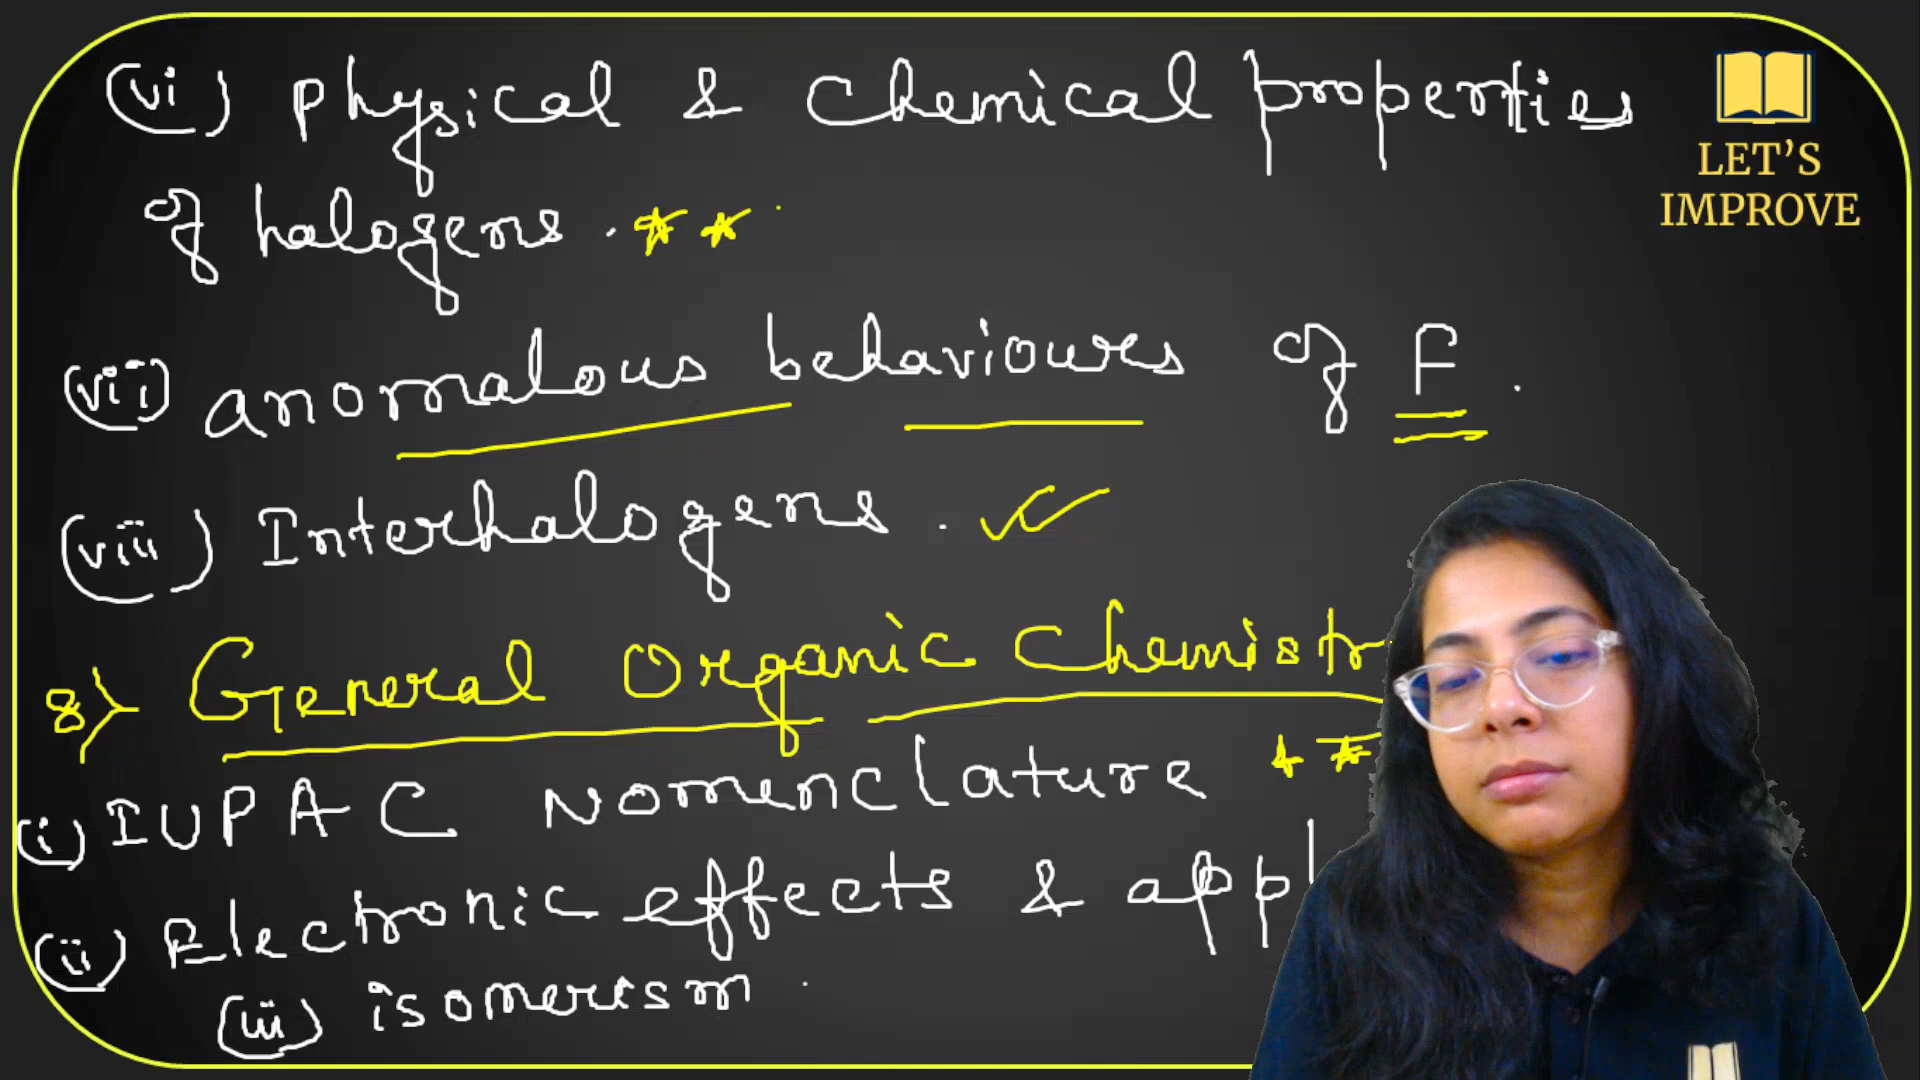 (vi) Physical & Chemical properties
of halogens. **
LET'S
IMPROVE
(vii) anomalous behaviours of F.
(viii) Interhalogens. ✓
8) General Organic Chemistr
(i) IUPAC Nomenclature **
(ii) Electronic effects & appl
(iii) isomerism.